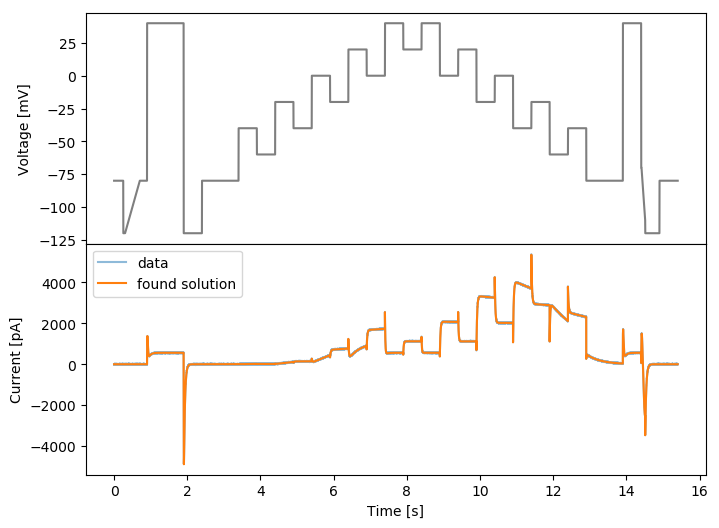 25
0
−25
−50
−75
−100
−125
Voltage [mV]
data
found solution
4000
2000
0
−2000
−4000
Current [pA]
0 2 4 6 8 10 12 14 16
Time [s]